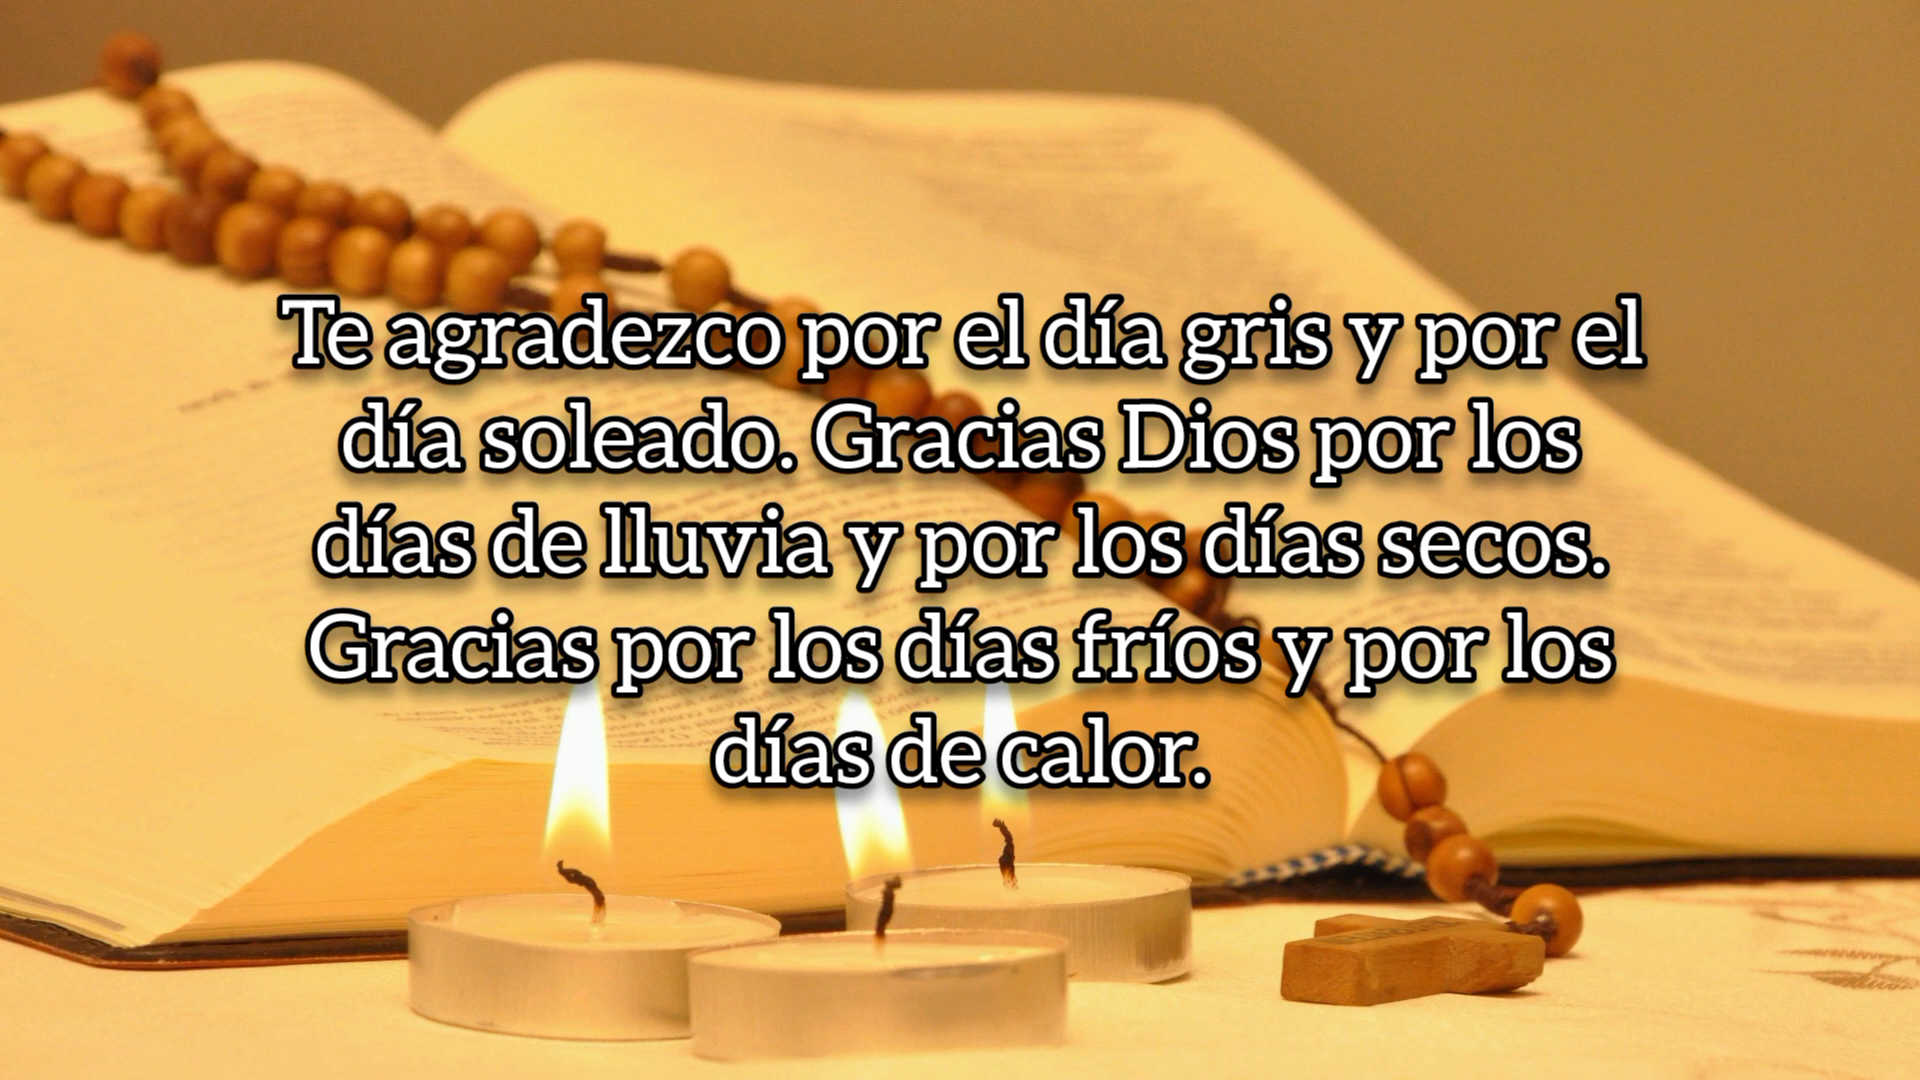 Te agradezco por el día gris y por el
día soleado. Gracias Dios por los
días de lluvia y por los días secos.
Gracias por los días fríos y por los
días de calor.